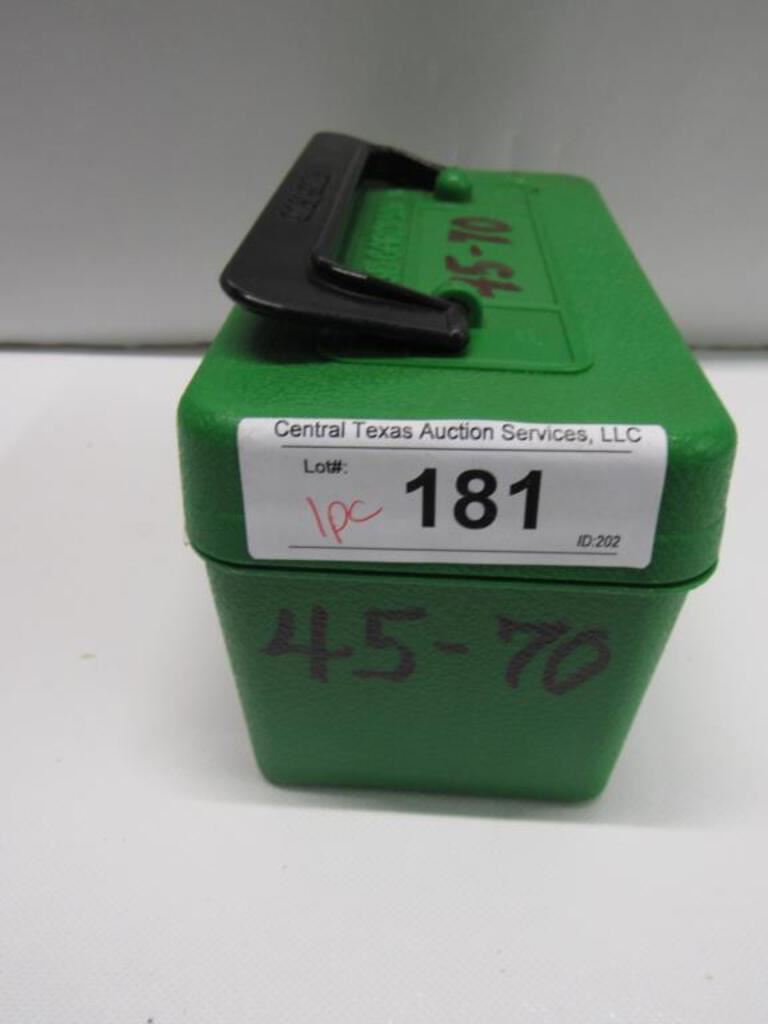 45-70
Central Texas Auction Services, LLC
Lot#:
1pc
181
ID:202
45-70